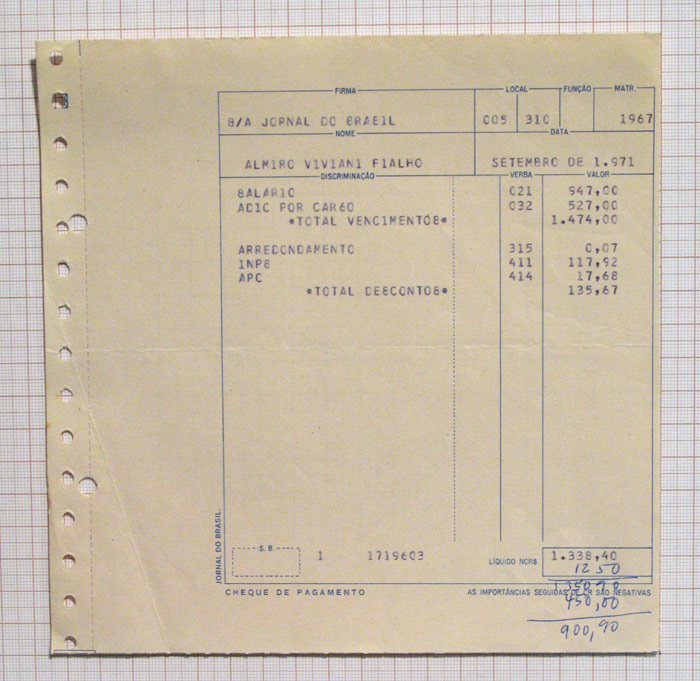 FIRMA LOCAL FUNÇÃO MATR.
S/A JORNAL DO BRASIL 005 310 1967
NOME DATA
ALMIRO VIVIANI FIALHO SETEMBRO DE 1.971
DISCRIMINAÇÃO VERBA VALOR
SALARIO 021 947,00
ADIC POR CARGO 032 527,00
*TOTAL VENCIMENTOS* 1.474,00
ARREDONDAMENTO 315 0,07
INPS 411 117,92
APC 414 17,68
*TOTAL DESCONTOS* 135,67
JORNAL DO BRASIL
S. B.
1 1719603 LÍQUIDO NCR$ 1.338,40
12 50
CHEQUE DE PAGAMENTO AS IMPORTÂNCIAS SEGUIDAS DE CR SÃO NEGATIVAS
450,00
900,90